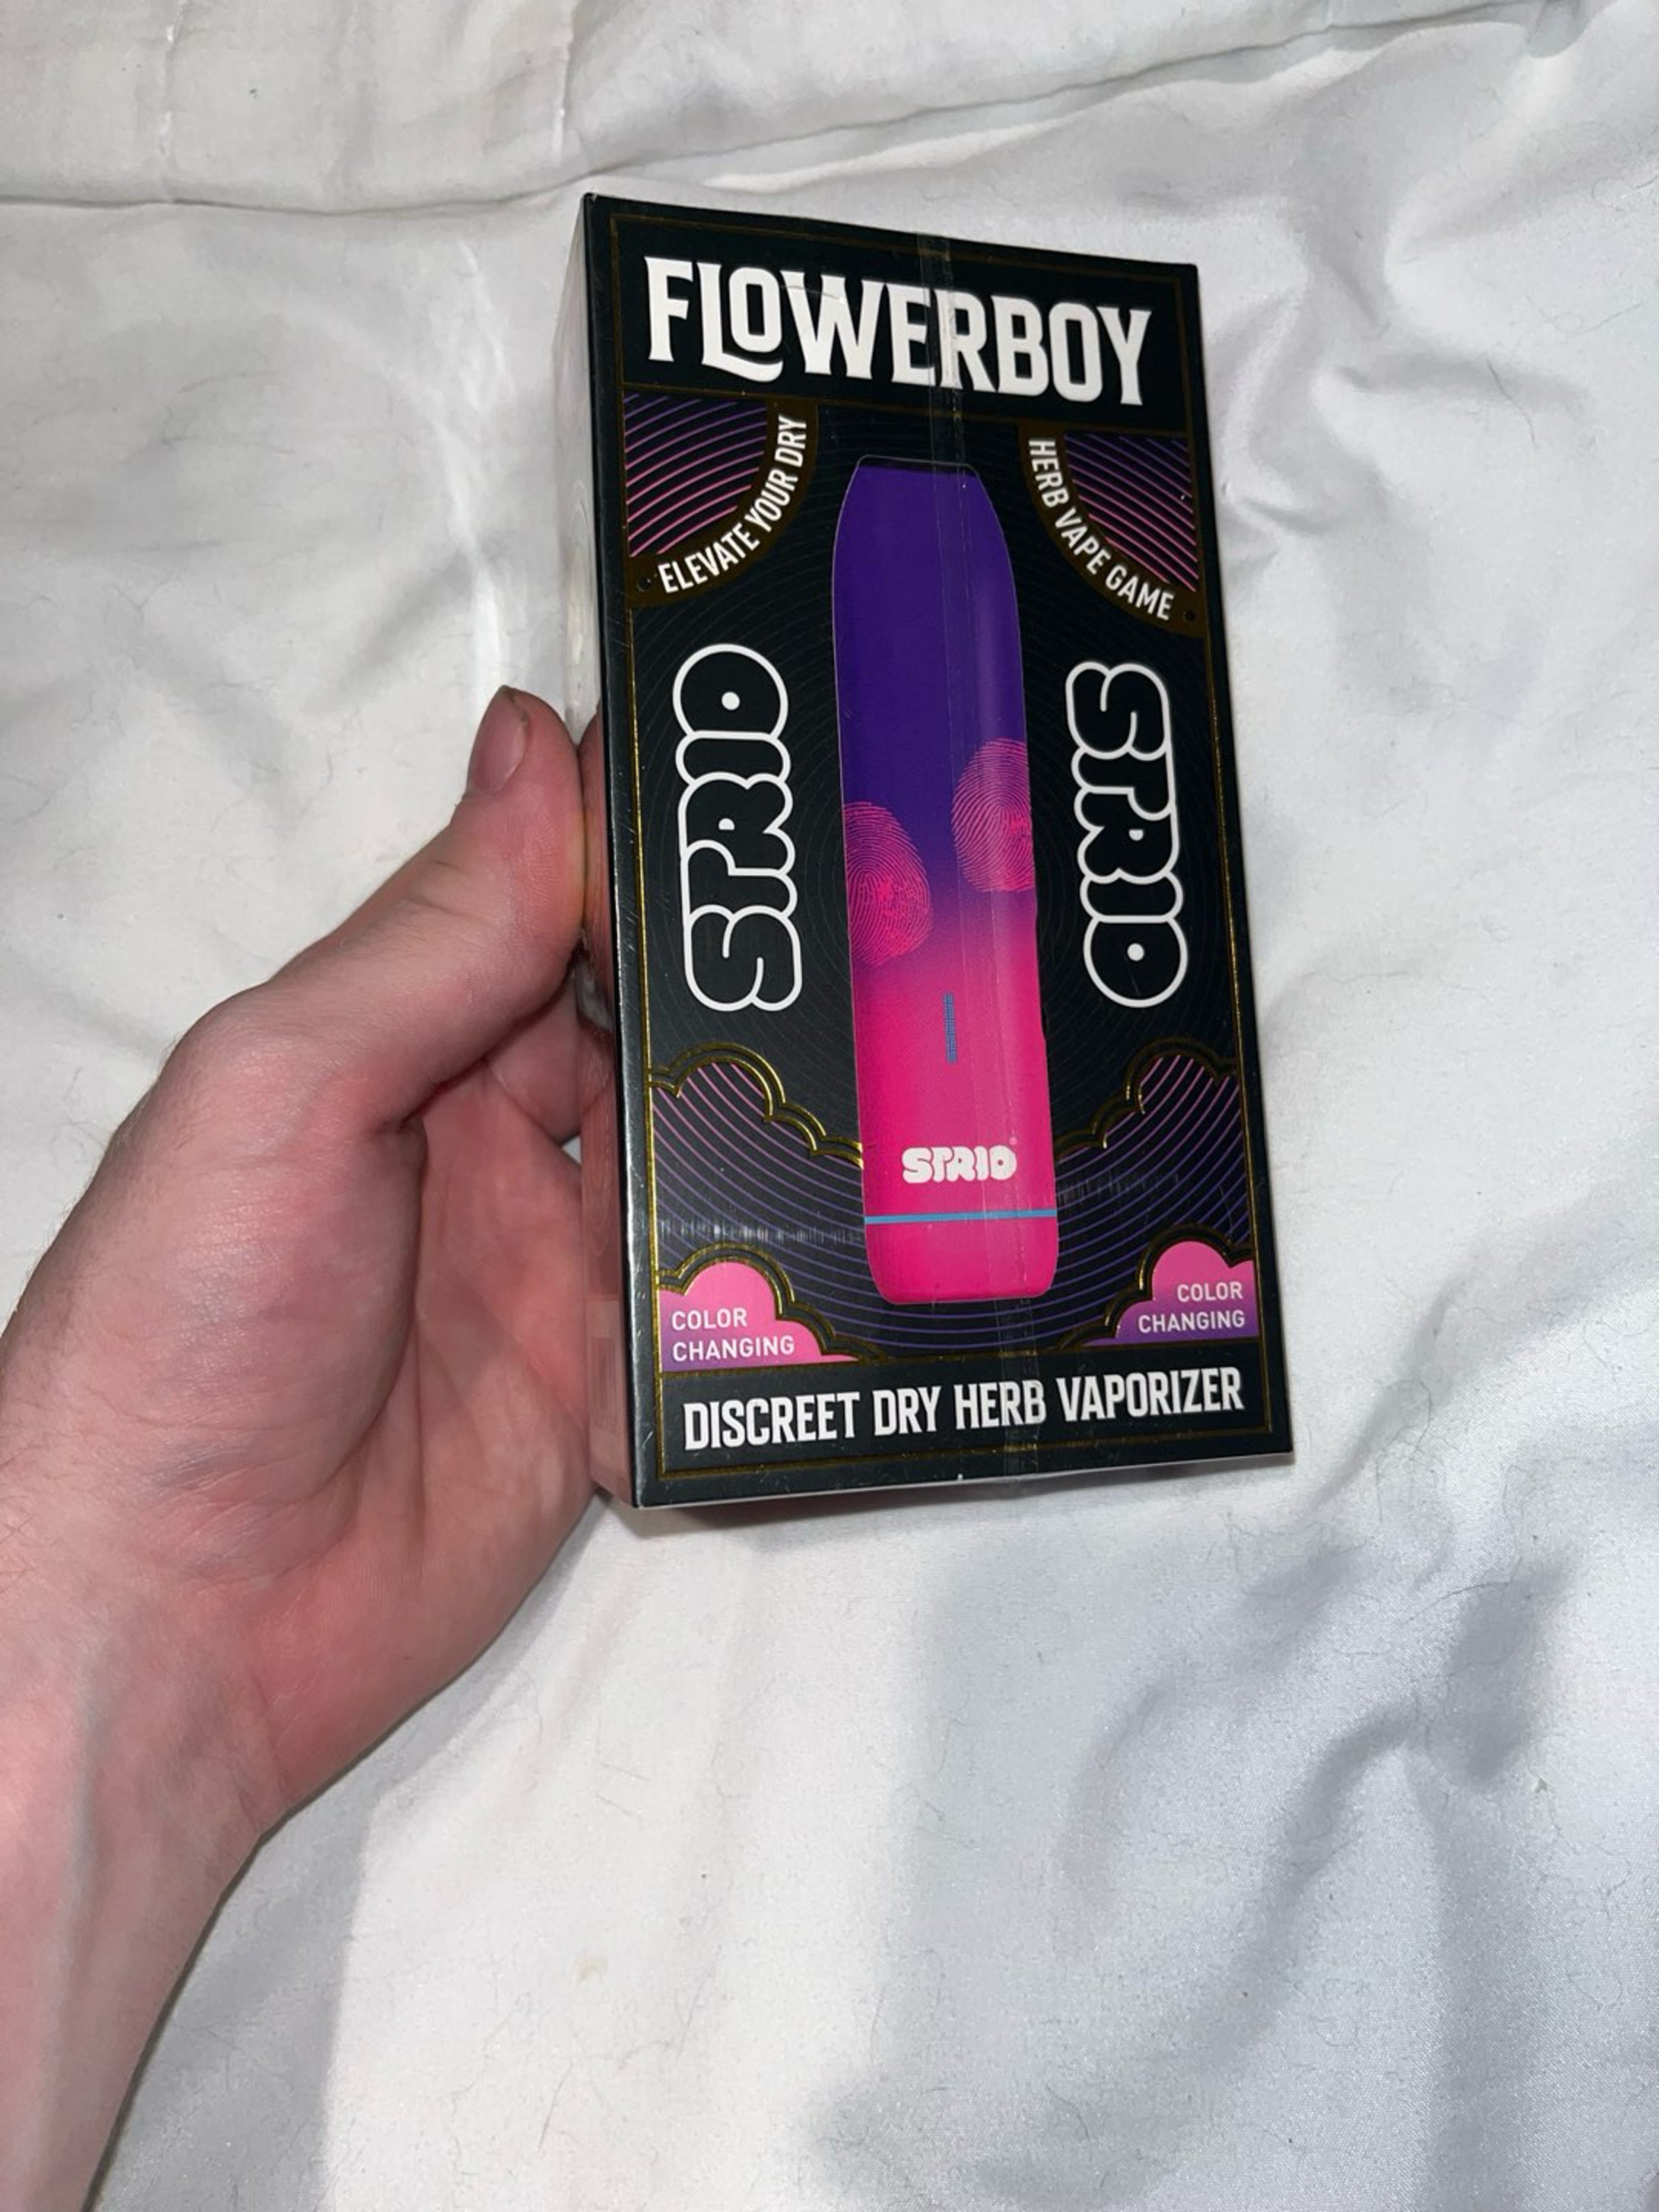 FLOWERBOY
ELEVATE YOUR DRY
HERB VAPE GAME
STRIO
STRIO
STRIO®
COLOR
CHANGING
COLOR
CHANGING
DISCREET DRY HERB VAPORIZER